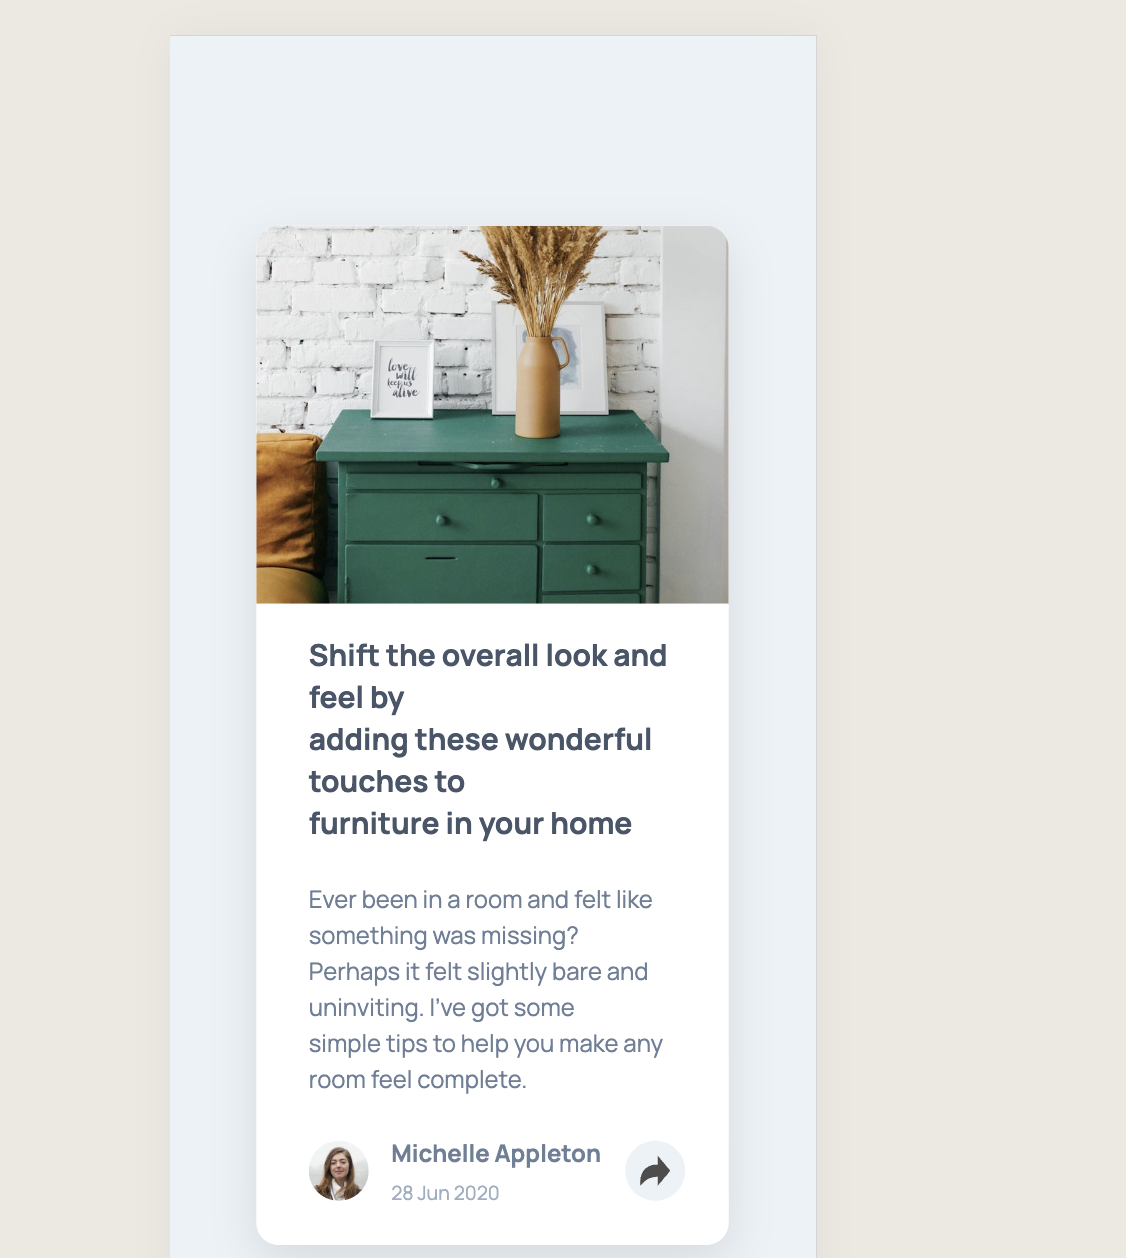 love
will
keep us
alive
Shift the overall look and
feel by
adding these wonderful
touches to
furniture in your home
Ever been in a room and felt like
something was missing?
Perhaps it felt slightly bare and
uninviting. I've got some
simple tips to help you make any
room feel complete.
Michelle Appleton
28 Jun 2020